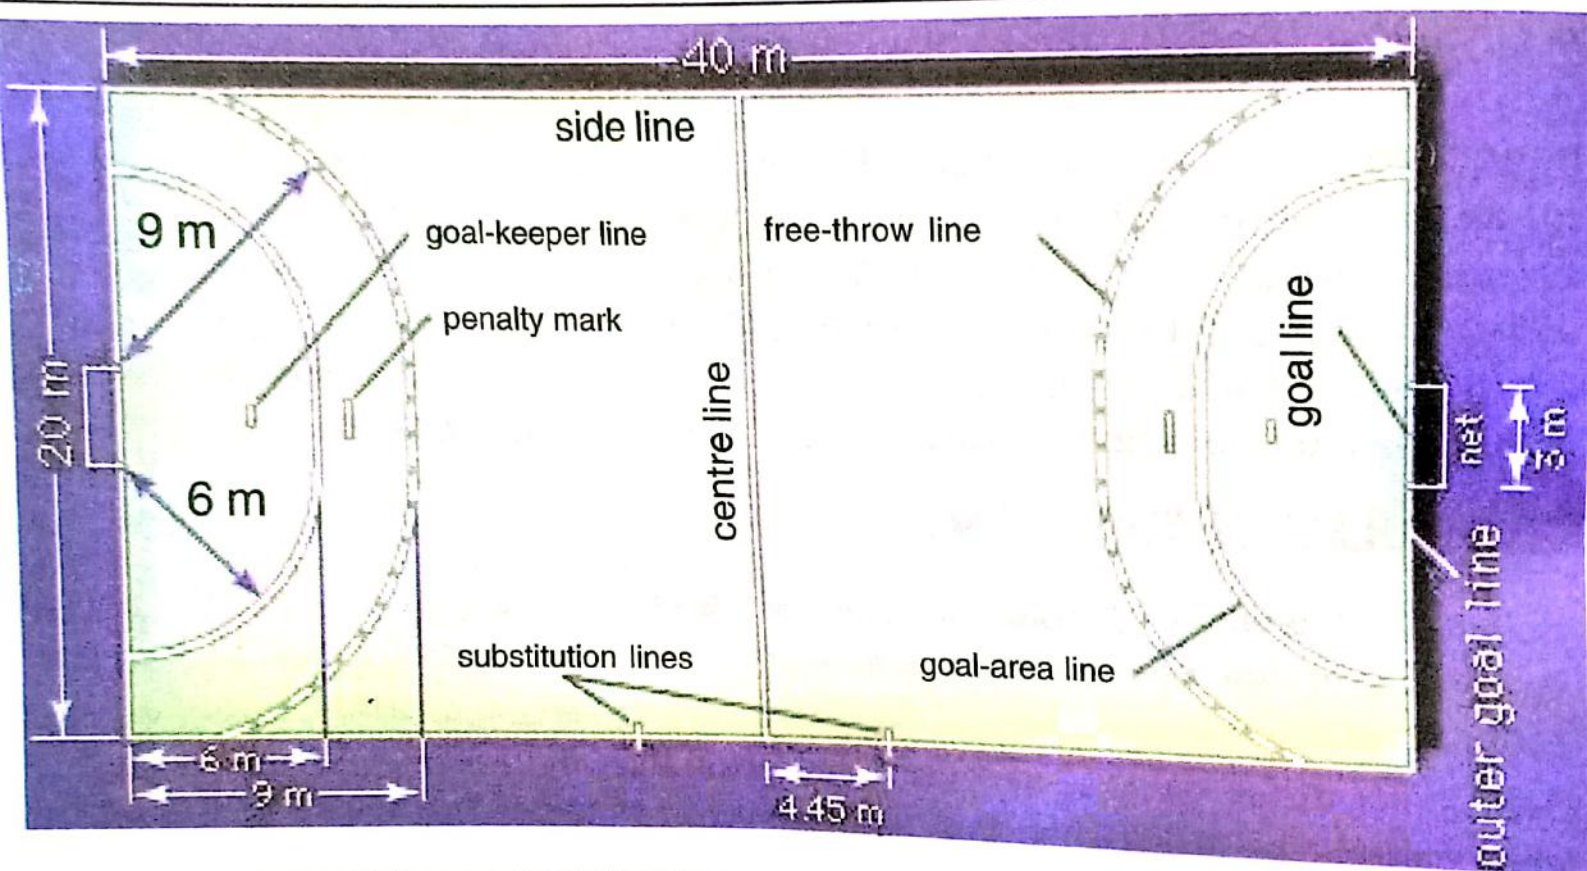 40 m
side line
9 m
goal-keeper line
free-throw line
penalty mark
goal line
20 m
centre line
net
3 m
6 m
outer goal line
substitution lines
goal-area line
6 m
9 m
4.45 m